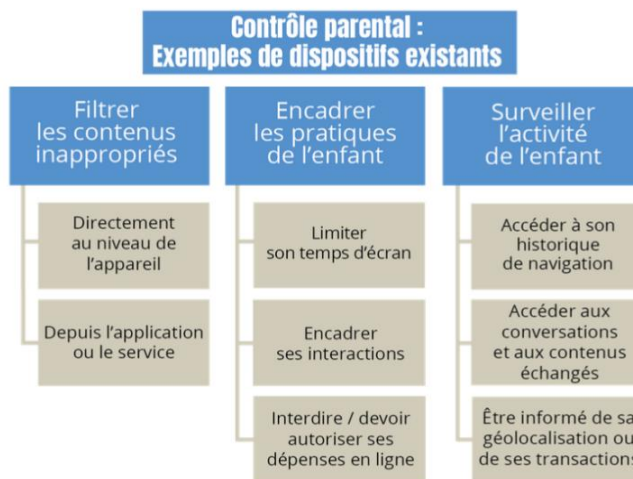 Contrôle parental :
Exemples de dispositifs existants
Filtrer
les contenus
inappropriés
Directement
au niveau de
l'appareil
Depuis l'application
ou le service
Encadrer
les pratiques
de l'enfant
Limiter
son temps d'écran
Encadrer
ses interactions
Interdire / devoir
autoriser ses
dépenses en ligne
Surveiller
l'activité
de l'enfant
Accéder à son
historique
de navigation
Accéder aux
conversations
et aux contenus
échangés
Être informé de sa
géolocalisation ou
de ses transactions